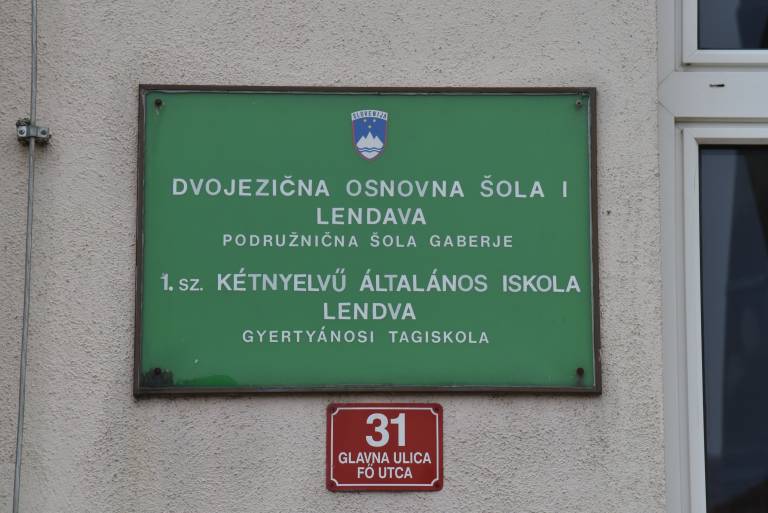 SLOVENIJA
DVOJEZIČNA OSNOVNA ŠOLA I
LENDAVA
PODRUŽNIČNA ŠOLA GABERJE
1. SZ. KÉTNYELVŰ ÁLTALÁNOS ISKOLA
LENDVA
GYERTYÁNOSI TAGISKOLA
31
GLAVNA ULICA
FŐ UTCA